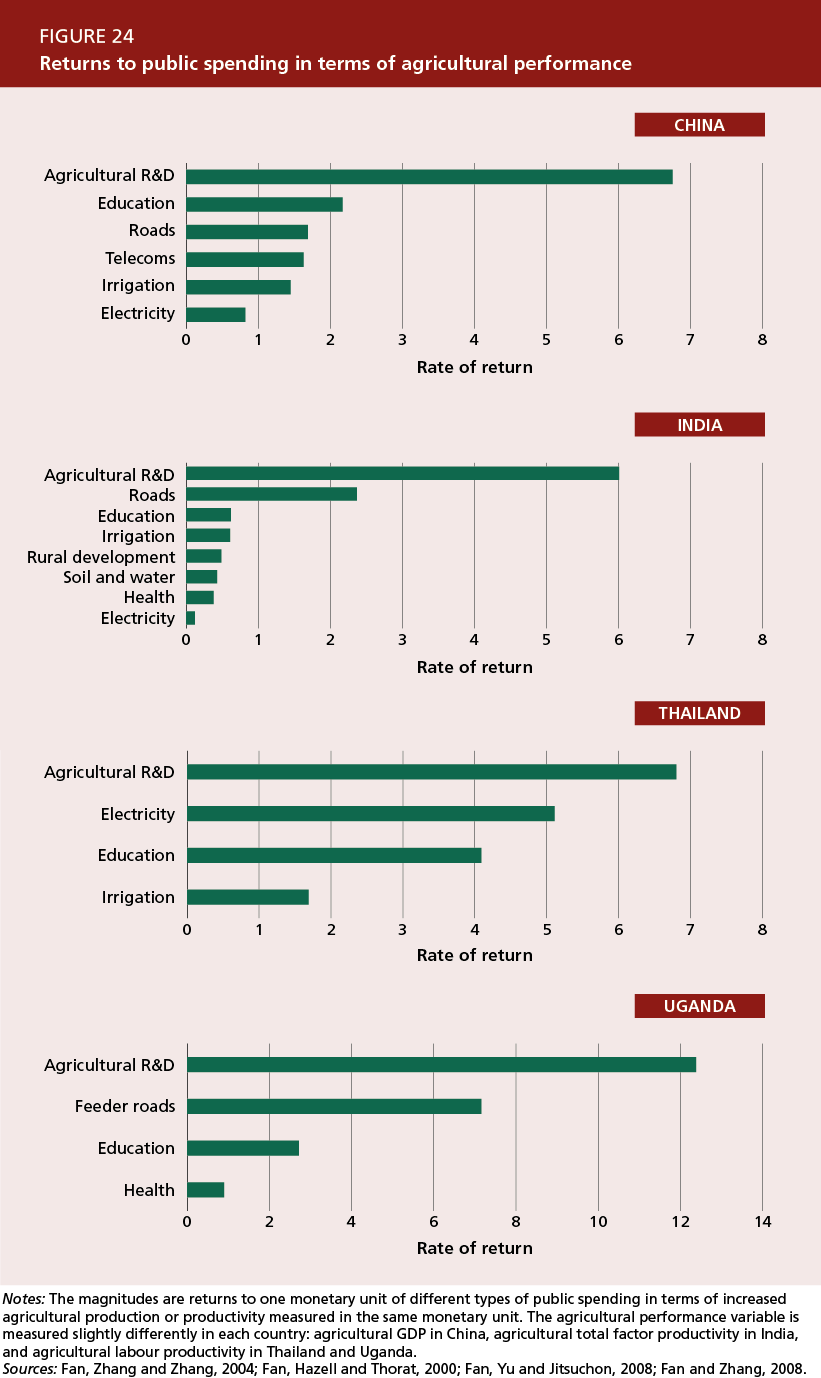 FIGURE 24
Returns to public spending in terms of agricultural performance
CHINA
Agricultural R&D
Education
Roads
Telecoms
Irrigation
Electricity
0 1 2 3 4 5 6 7 8
Rate of return
INDIA
Agricultural R&D
Roads
Education
Irrigation
Rural development
Soil and water
Health
Electricity
0 1 2 3 4 5 6 7 8
Rate of return
THAILAND
Agricultural R&D
Electricity
Education
Irrigation
0 1 2 3 4 5 6 7 8
Rate of return
UGANDA
Agricultural R&D
Feeder roads
Education
Health
0 2 4 6 8 10 12 14
Rate of return
Notes: The magnitudes are returns to one monetary unit of different types of public spending in terms of increased
agricultural production or productivity measured in the same monetary unit. The agricultural performance variable is
measured slightly differently in each country: agricultural GDP in China, agricultural total factor productivity in India,
and agricultural labour productivity in Thailand and Uganda.
Sources: Fan, Zhang and Zhang, 2004; Fan, Hazell and Thorat, 2000; Fan, Yu and Jitsuchon, 2008; Fan and Zhang, 2008.